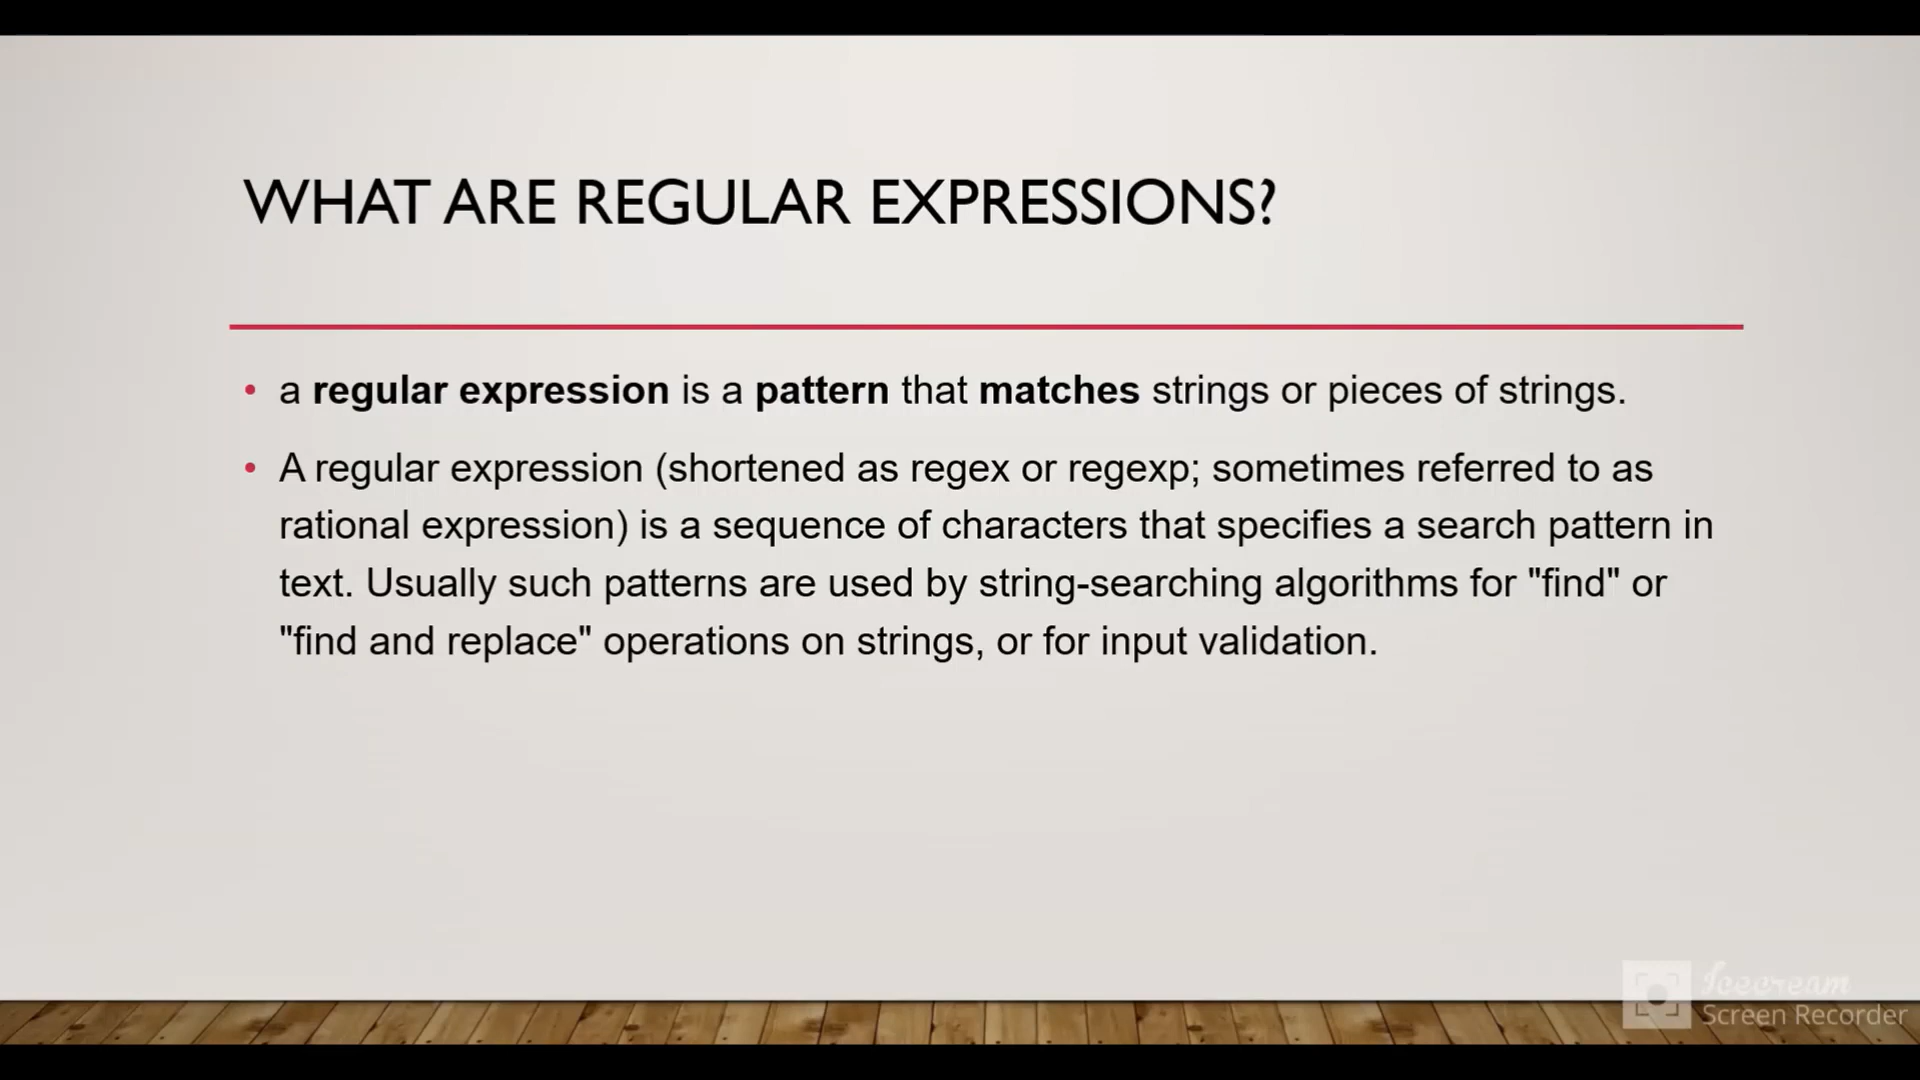 WHAT ARE REGULAR EXPRESSIONS?
• a regular expression is a pattern that matches strings or pieces of strings.
• A regular expression (shortened as regex or regexp; sometimes referred to as
rational expression) is a sequence of characters that specifies a search pattern in
text. Usually such patterns are used by string-searching algorithms for "find" or
"find and replace" operations on strings, or for input validation.
Icecream
Screen Recorder